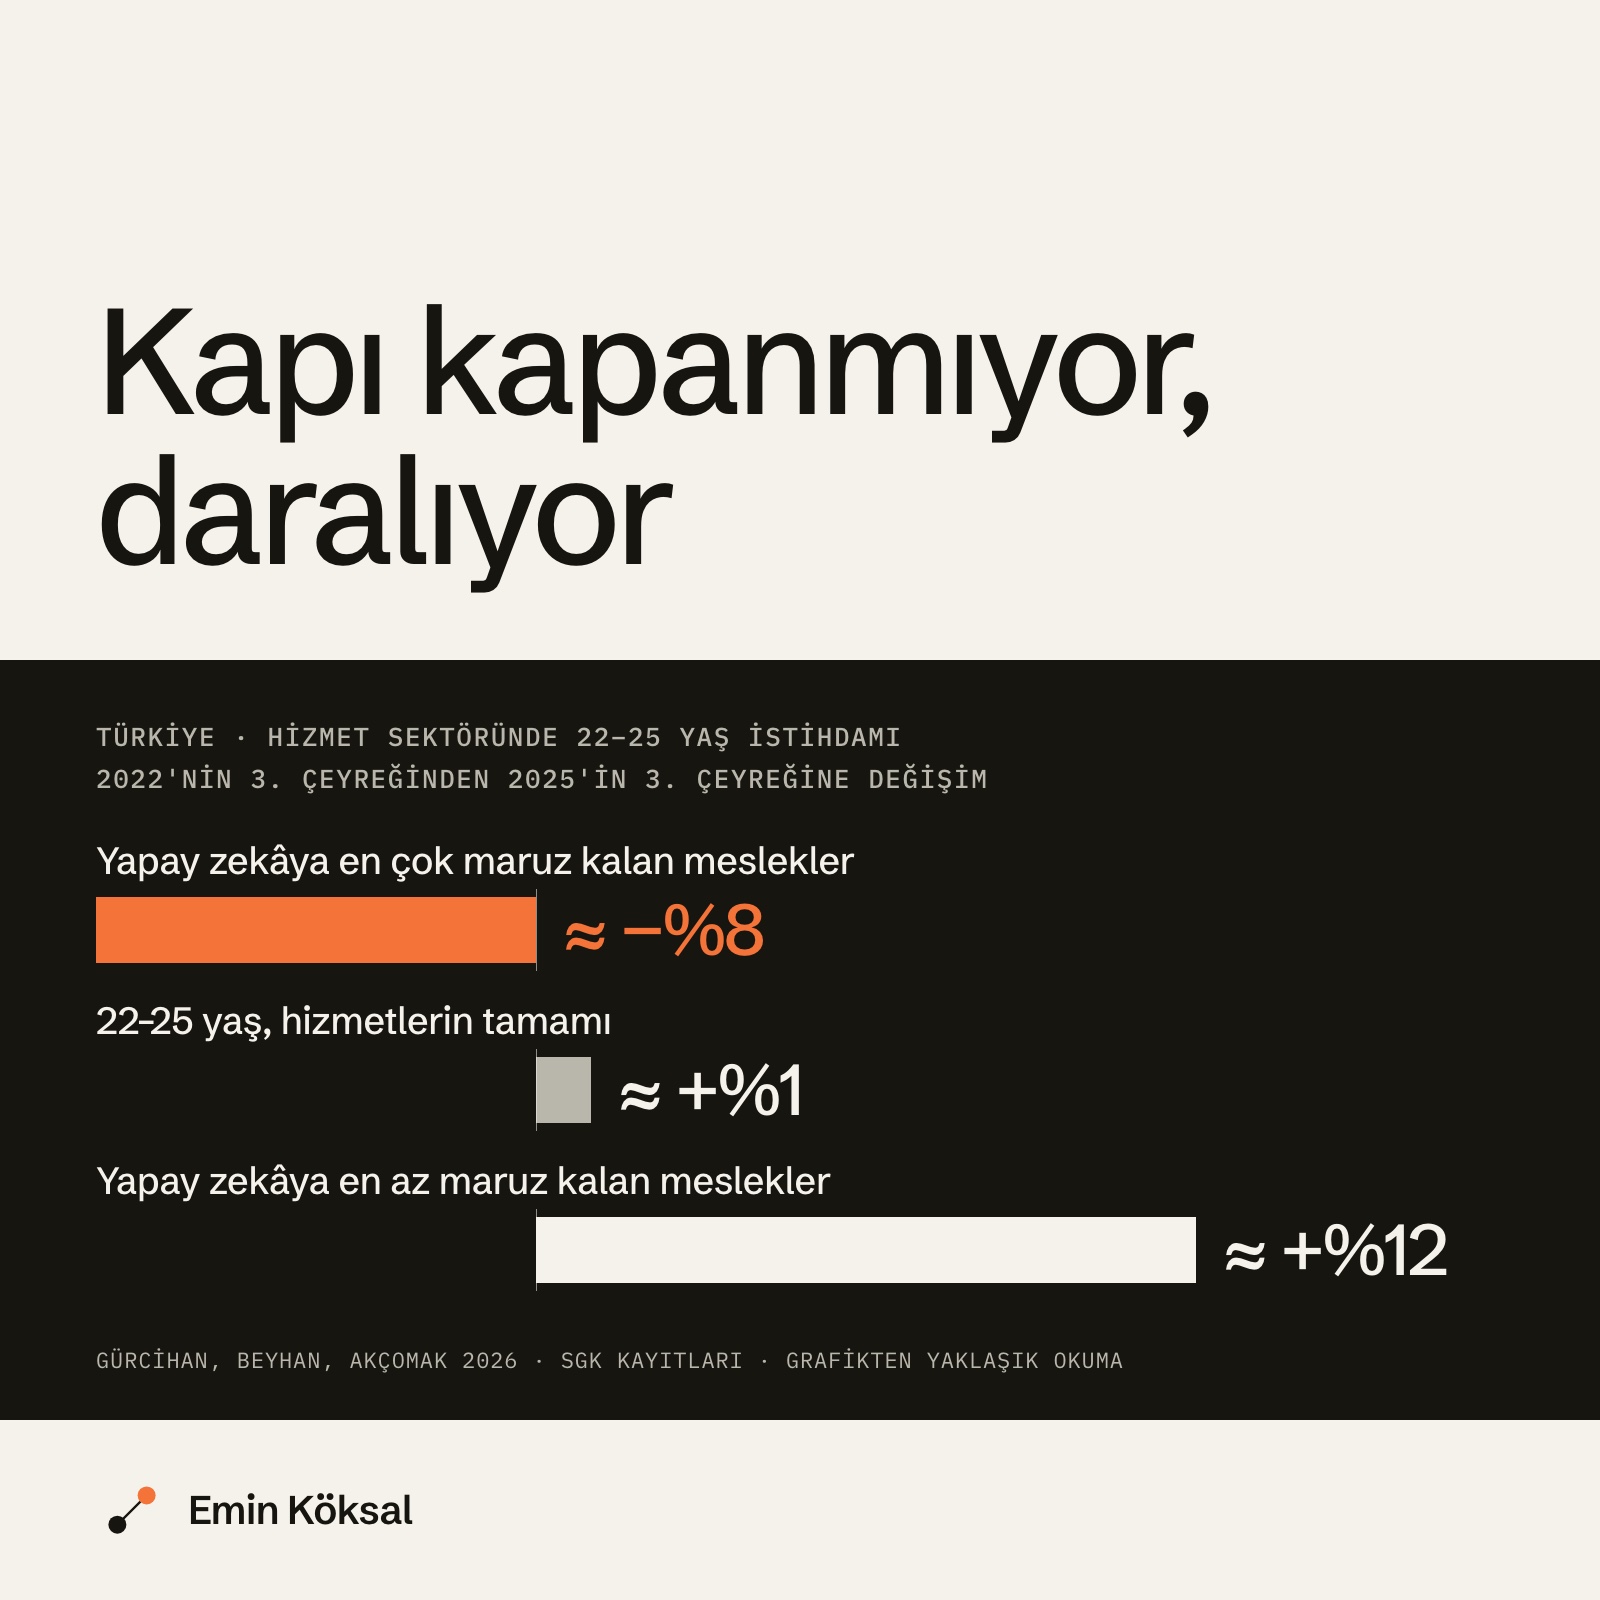 Kapı kapanmıyor,
daralıyor
TÜRKİYE · HİZMET SEKTÖRÜNDE 22–25 YAŞ İSTİHDAMI
2022'NİN 3. ÇEYREĞİNDEN 2025'İN 3. ÇEYREĞİNE DEĞİŞİM
Yapay zekâya en çok maruz kalan meslekler
≈ −%8
22–25 yaş, hizmetlerin tamamı
≈ +%1
Yapay zekâya en az maruz kalan meslekler
≈ +%12
GÜRCİHAN, BEYHAN, AKÇOMAK 2026 · SGK KAYITLARI · GRAFİKTEN YAKLAŞIK OKUMA
Emin Köksal